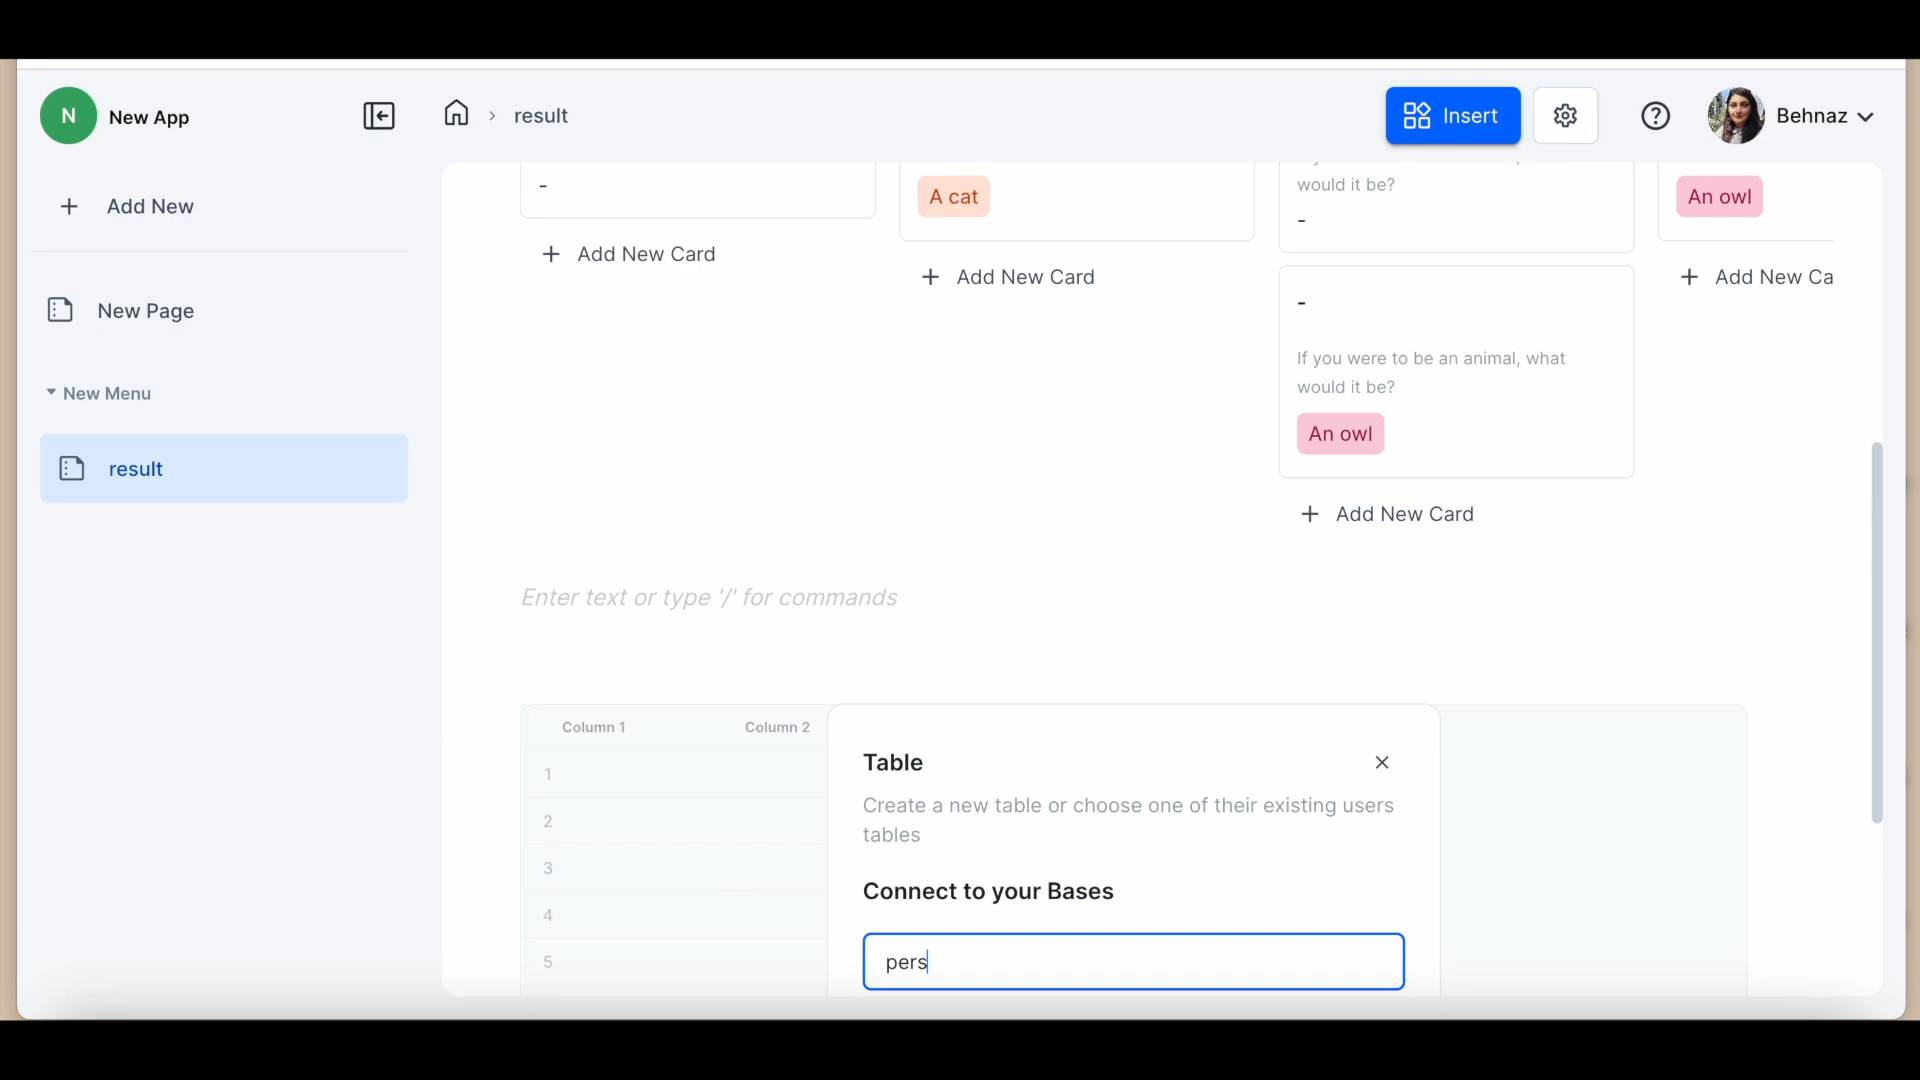 N
New App
result
Insert
Behnaz
Add New
New Page
New Menu
result
-
Add New Card
A cat
Add New Card
would it be?
-
-
If you were to be an animal, what
would it be?
An owl
Add New Card
An owl
Add New Ca
Enter text or type '/' for commands
Column 1
Column 2
1
2
3
4
5
Table
Create a new table or choose one of their existing users
tables
Connect to your Bases
pers